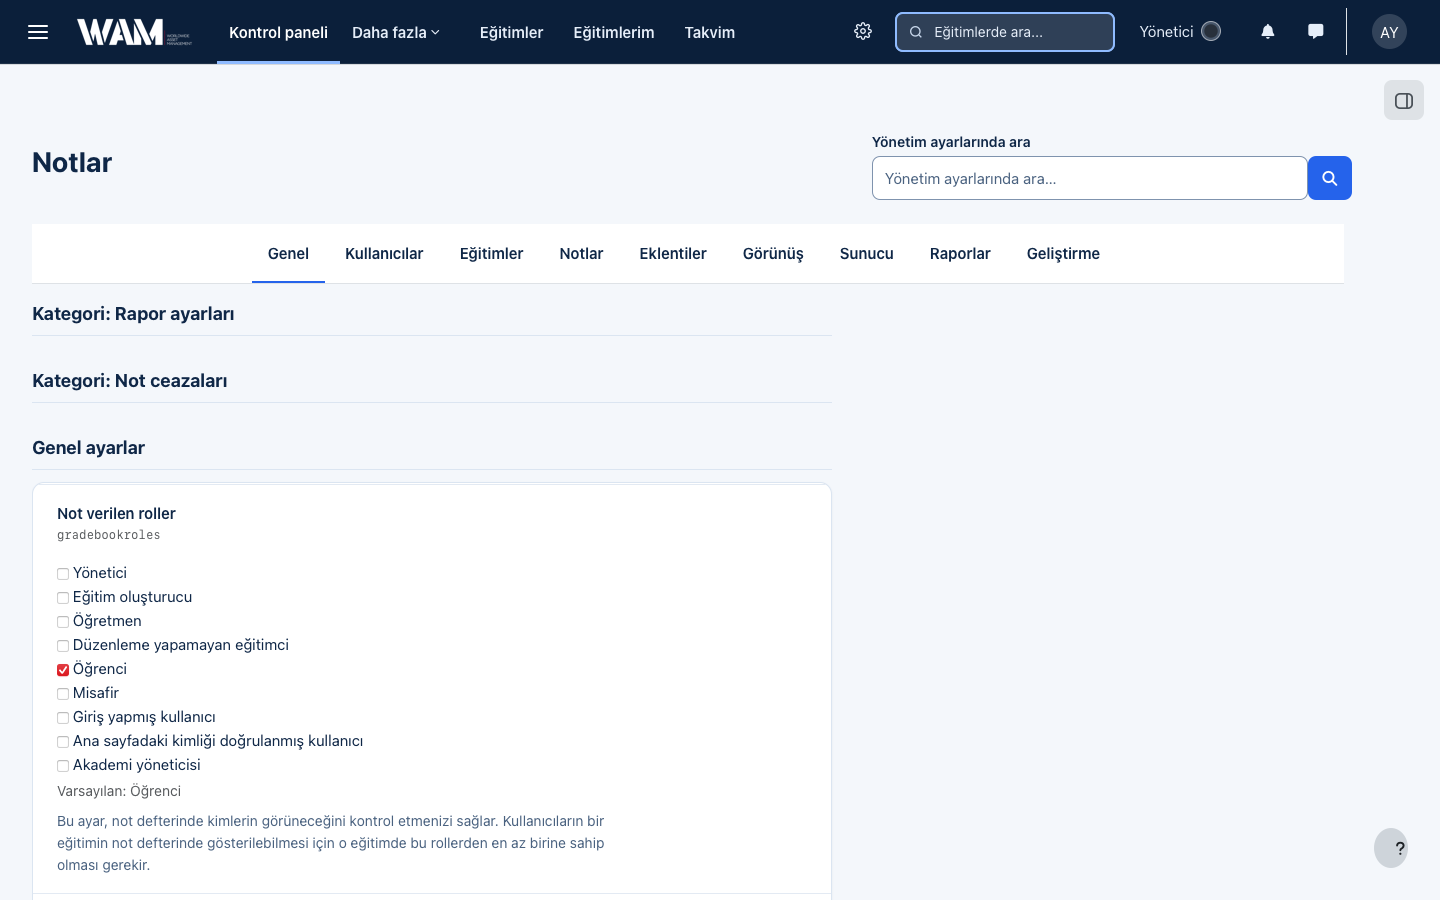 WAM
WORLDWIDE
ASSET
MANAGEMENT
Kontrol paneli
Daha fazla
Eğitimler
Eğitimlerim
Takvim
Eğitimlerde ara...
Yönetici
AY
Notlar
Yönetim ayarlarında ara
Yönetim ayarlarında ara...
Genel
Kullanıcılar
Eğitimler
Notlar
Eklentiler
Görünüş
Sunucu
Raporlar
Geliştirme
Kategori: Rapor ayarları
Kategori: Not ceazaları
Genel ayarlar
Not verilen roller
gradebookroles
Yönetici
Eğitim oluşturucu
Öğretmen
Düzenleme yapamayan eğitimci
Öğrenci
Misafir
Giriş yapmış kullanıcı
Ana sayfadaki kimliği doğrulanmış kullanıcı
Akademi yöneticisi
Varsayılan: Öğrenci
Bu ayar, not defterinde kimlerin görüneceğini kontrol etmenizi sağlar. Kullanıcıların bir
eğitimin not defterinde gösterilebilmesi için o eğitimde bu rollerden en az birine sahip
olması gerekir.
?